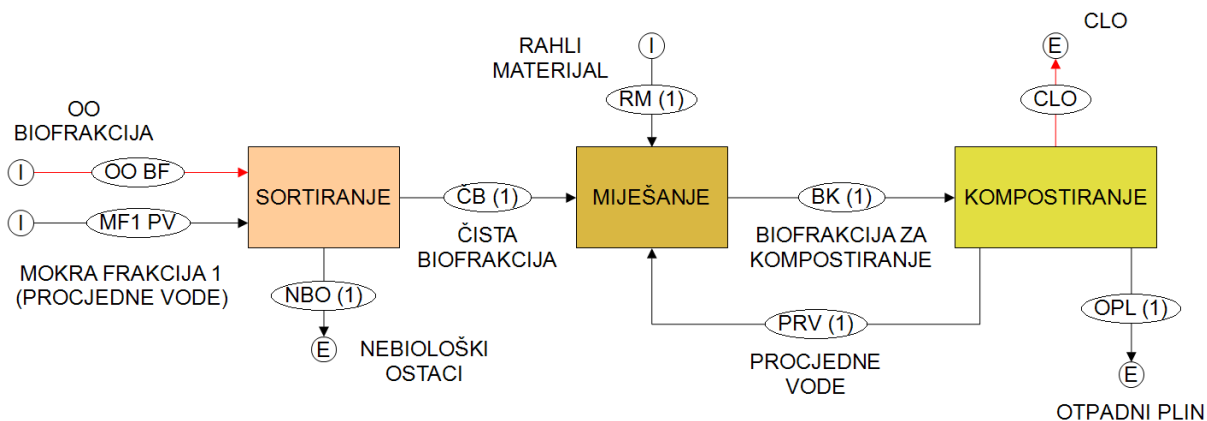 CLO
E
RAHLI
MATERIJAL
I
RM (1)
CLO
OO
BIOFRAKCIJA
I
OO BF
SORTIRANJE
ČB (1)
MIJEŠANJE
BK (1)
KOMPOSTIRANJE
I
MF1 PV
ČISTA
BIOFRAKCIJA
BIOFRAKCIJA ZA
KOMPOSTIRANJE
MOKRA FRAKCIJA 1
(PROCJEDNE VODE)
NBO (1)
PRV (1)
OPL (1)
E
NEBIOLOŠKI
OSTACI
PROCJEDNE
VODE
E
OTPADNI PLIN